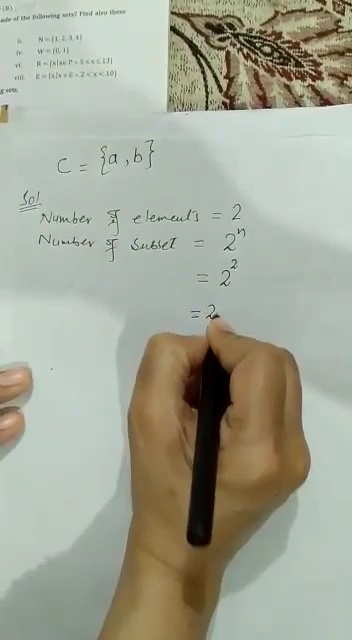 (B)
ade of the following sets? Find also these
ii. N = {1, 2, 3, 4}
iv. W = {0, 1}
vi. R = {x|x∈P ∧ 5 ≤ x ≤ 13}
viii. E = {x|x∈E ∧ 2 < x < 10}
g sets.
C = {a, b}
Sol
Number of elements = 2
Number of Subset = 2ⁿ
= 2²
= 2